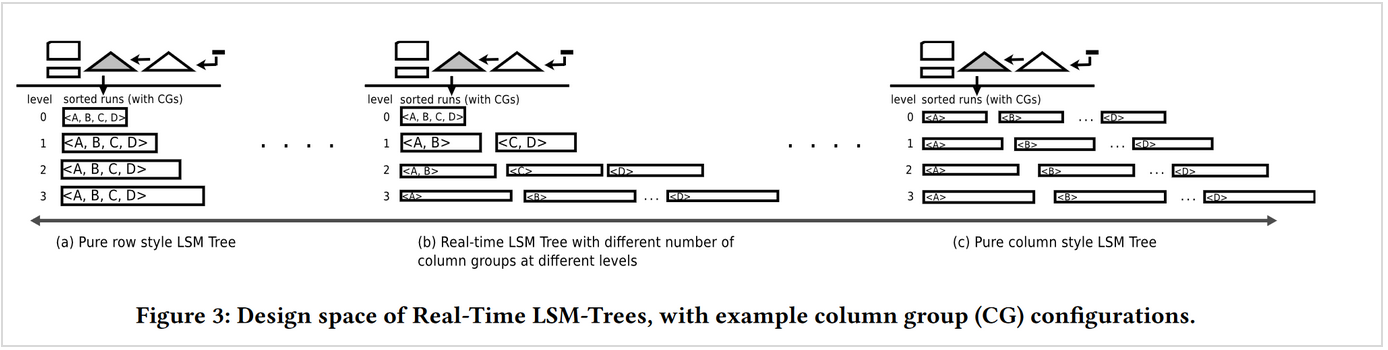 level sorted runs (with CGs)
0 <A, B, C, D>
1 <A, B, C, D>
2 <A, B, C, D>
3 <A, B, C, D>
. . . .
(a) Pure row style LSM Tree
level sorted runs (with CGs)
0 <A, B, C, D>
1 <A, B> <C, D>
2 <A, B> <C> <D>
3 <A> <B> ... <D>
. . . .
(b) Real-time LSM Tree with different number of
column groups at different levels
level sorted runs (with CGs)
0 <A> <B> ... <D>
1 <A> <B> ... <D>
2 <A> <B> ... <D>
3 <A> <B> ... <D>
(c) Pure column style LSM Tree
Figure 3: Design space of Real-Time LSM-Trees, with example column group (CG) configurations.